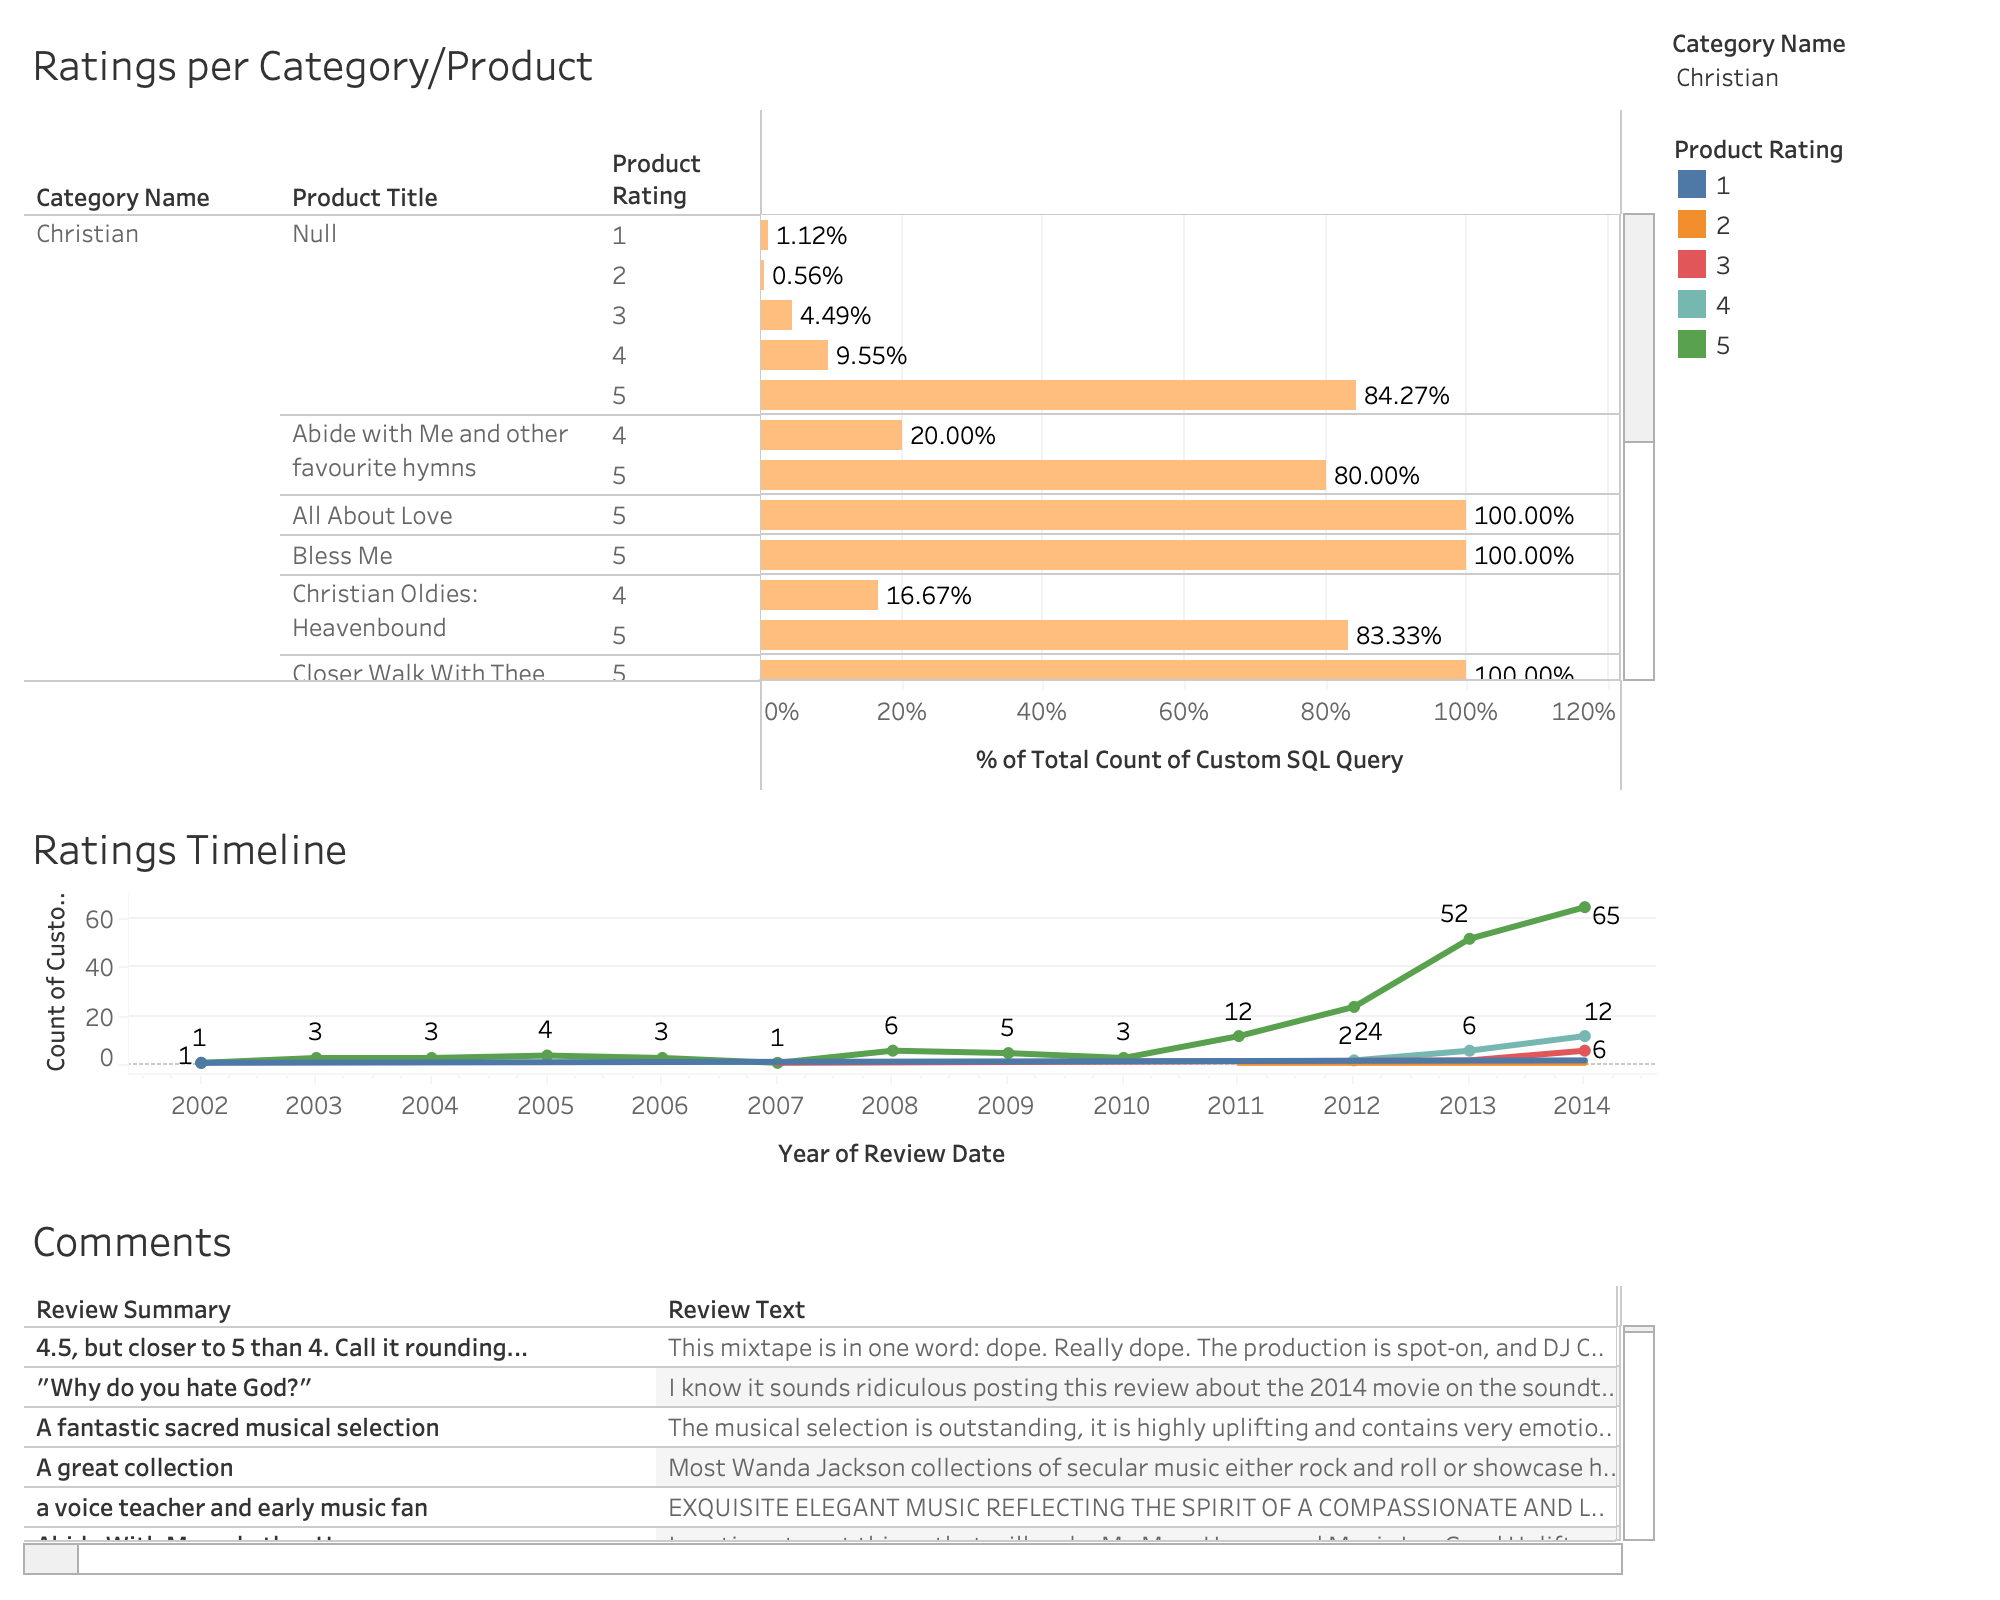 Ratings per Category/Product
Category Name
Christian
Product Rating
1
2
3
4
5
Category Name Product Title Product Rating
Christian Null 1 1.12%
2 0.56%
3 4.49%
4 9.55%
5 84.27%
Abide with Me and other favourite hymns 4 20.00%
5 80.00%
All About Love 5 100.00%
Bless Me 5 100.00%
Christian Oldies: Heavenbound 4 16.67%
5 83.33%
Closer Walk With Thee 5 100.00%
0% 20% 40% 60% 80% 100% 120%
% of Total Count of Custom SQL Query
Ratings Timeline
Count of Custo..
60
40
20
0
1 1 3 3 4 3 1 6 5 3 12 2 24 52 6 65 12 6
2002 2003 2004 2005 2006 2007 2008 2009 2010 2011 2012 2013 2014
Year of Review Date
Comments
Review Summary Review Text
4.5, but closer to 5 than 4. Call it rounding... This mixtape is in one word: dope. Really dope. The production is spot-on, and DJ C..
"Why do you hate God?" I know it sounds ridiculous posting this review about the 2014 movie on the soundt..
A fantastic sacred musical selection The musical selection is outstanding, it is highly uplifting and contains very emotio..
A great collection Most Wanda Jackson collections of secular music either rock and roll or showcase h..
a voice teacher and early music fan EXQUISITE ELEGANT MUSIC REFLECTING THE SPIRIT OF A COMPASSIONATE AND L..